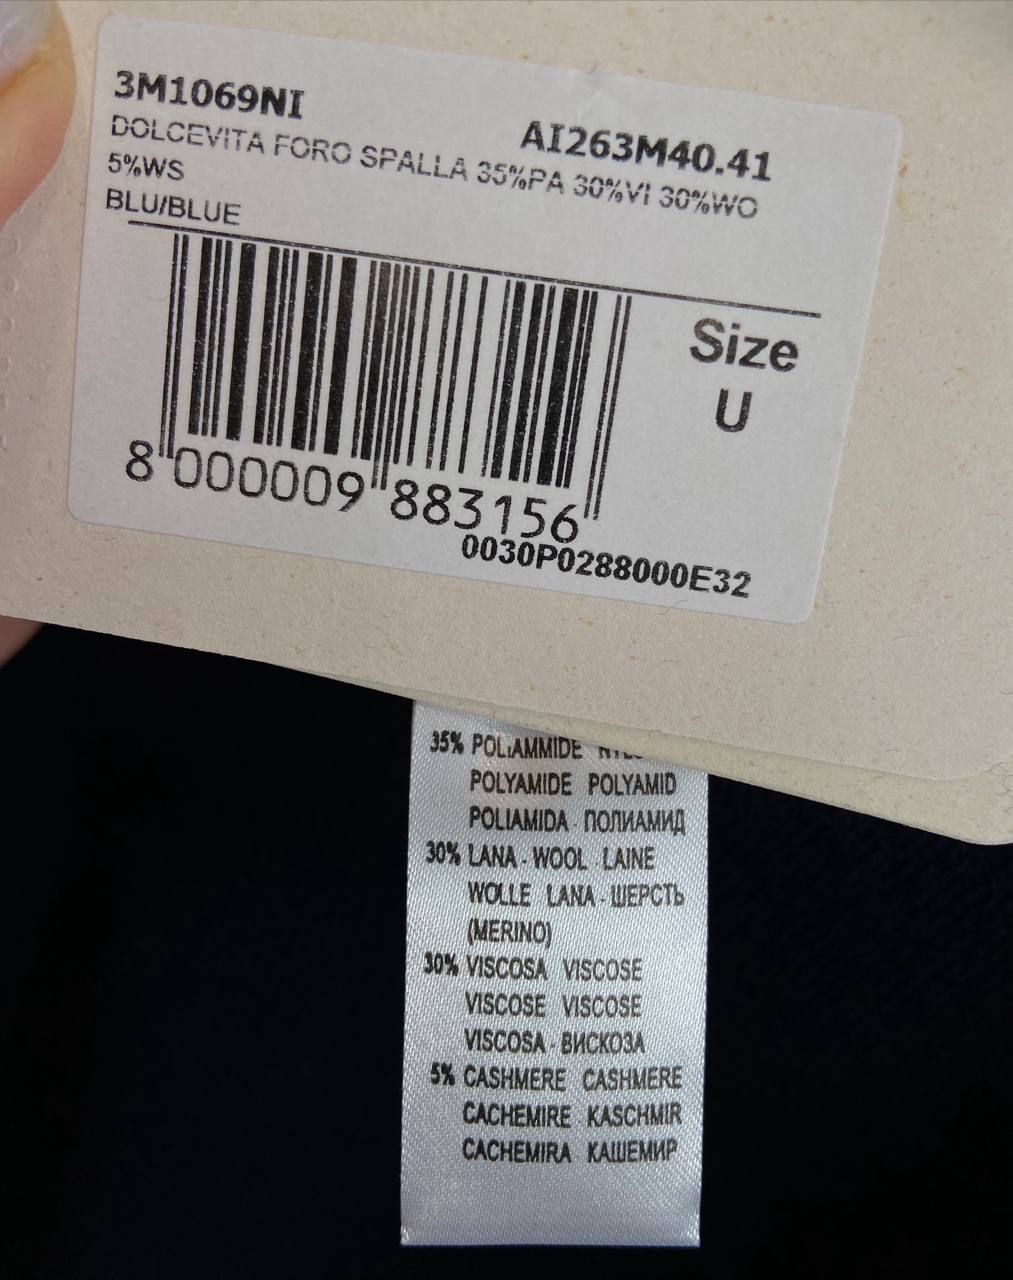 3M1069NI
AI263M40.41
DOLCEVITA FORO SPALLA 35%PA 30%VI 30%WO
5%WS
BLU/BLUE
Size
U
8 000009 883156
0030P0288000E32
35% POLIAMMIDE
POLYAMIDE POLYAMID
POLIAMIDA - ПОЛИАМИД
30% LANA - WOOL LAINE
WOLLE LANA - ШЕРСТЬ
(MERINO)
30% VISCOSA VISCOSE
VISCOSE VISCOSE
VISCOSA - ВИСКОЗА
5% CASHMERE CASHMERE
CACHEMIRE KASCHMIR
CACHEMIRA КАШЕМИР